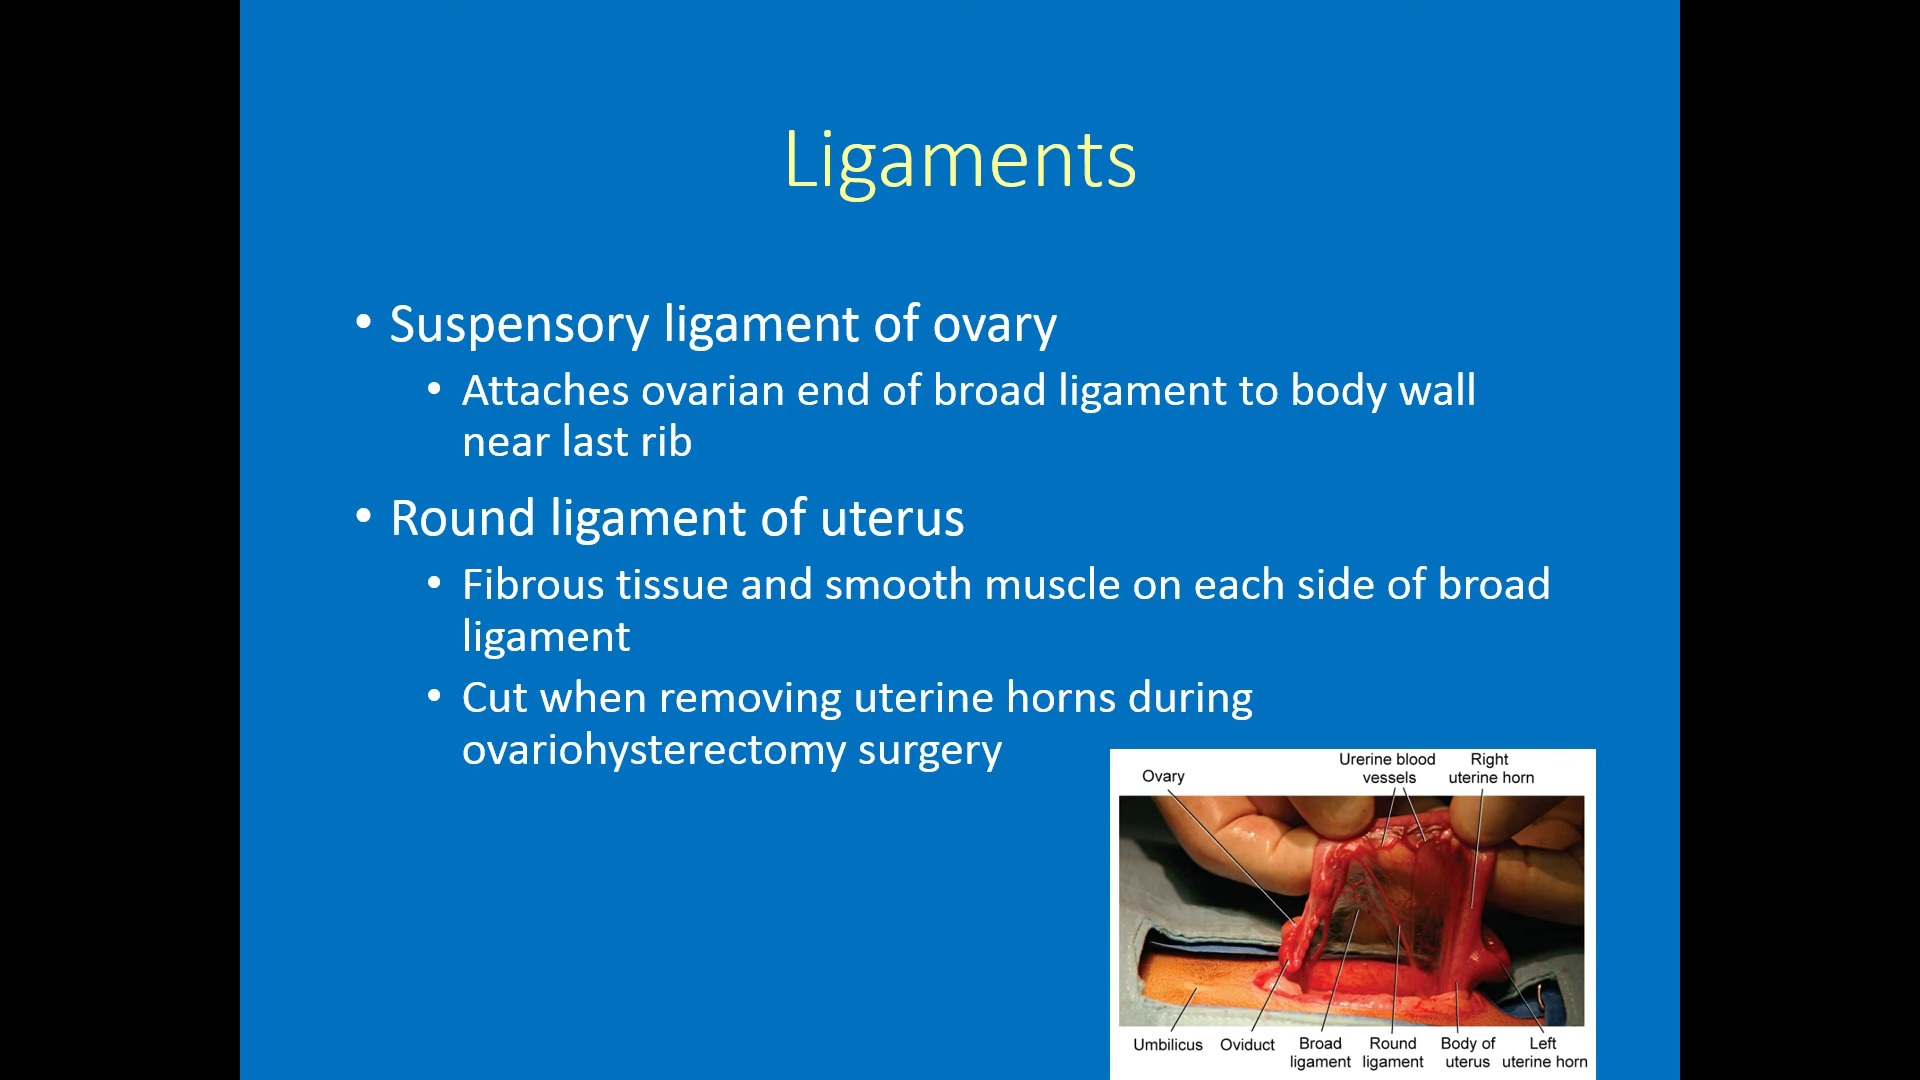 Ligaments
• Suspensory ligament of ovary
• Attaches ovarian end of broad ligament to body wall
near last rib
• Round ligament of uterus
• Fibrous tissue and smooth muscle on each side of broad
ligament
• Cut when removing uterine horns during
ovariohysterectomy surgery
Ovary
Urerine blood
vessels
Right
uterine horn
Umbilicus
Oviduct
Broad
ligament
Round
ligament
Body of
uterus
Left
uterine horn